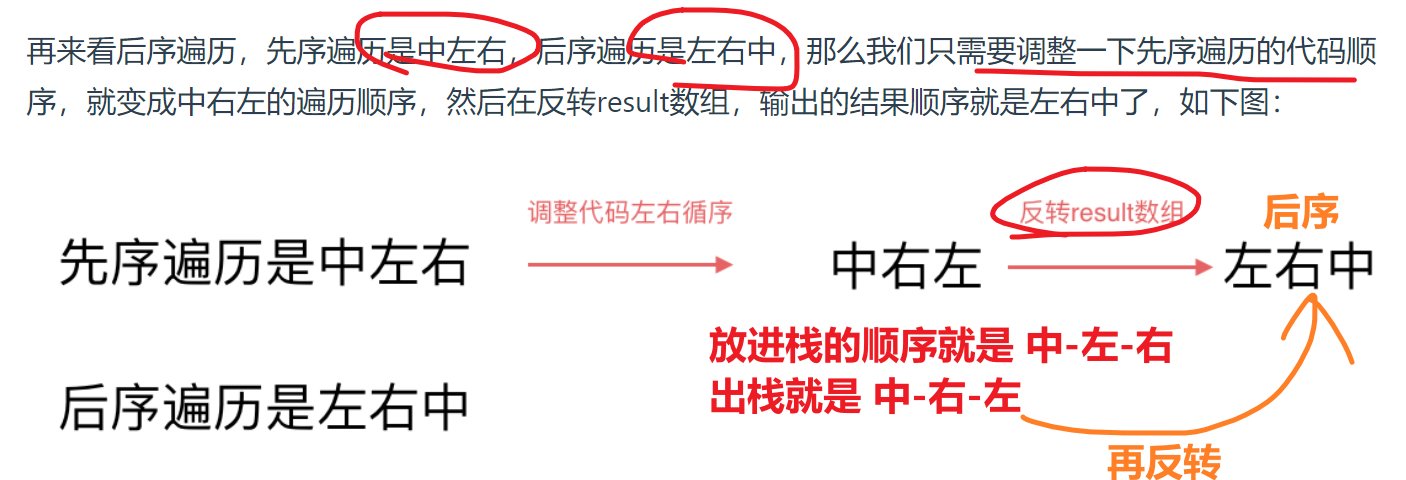 再来看后序遍历，先序遍历是中左右，后序遍历是左右中，那么我们只需要调整一下先序遍历的代码顺
序，就变成中右左的遍历顺序，然后在反转result数组，输出的结果顺序就是左右中了，如下图：
调整代码左右循序
反转result数组
后序
先序遍历是中左右
中右左
左右中
放进栈的顺序就是 中-左-右
出栈就是 中-右-左
后序遍历是左右中
再反转